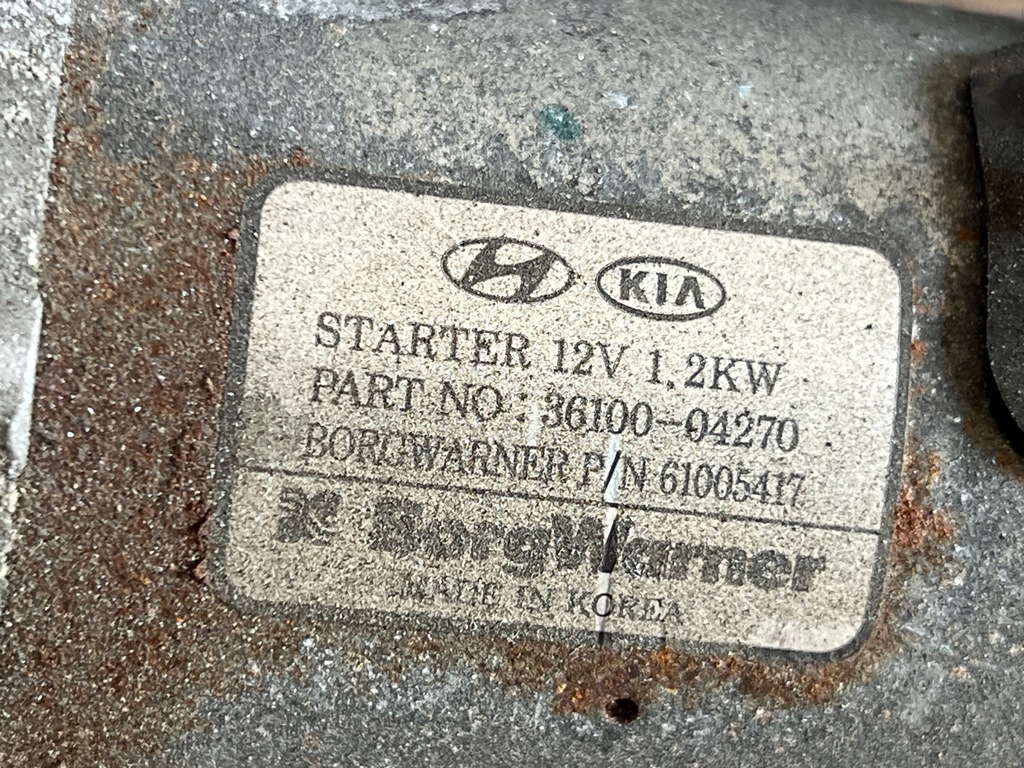 KIA
STARTER 12V 1.2KW
PART NO : 36100-04270
BORGWARNER P/N 61005417
BorgWarner
MADE IN KOREA